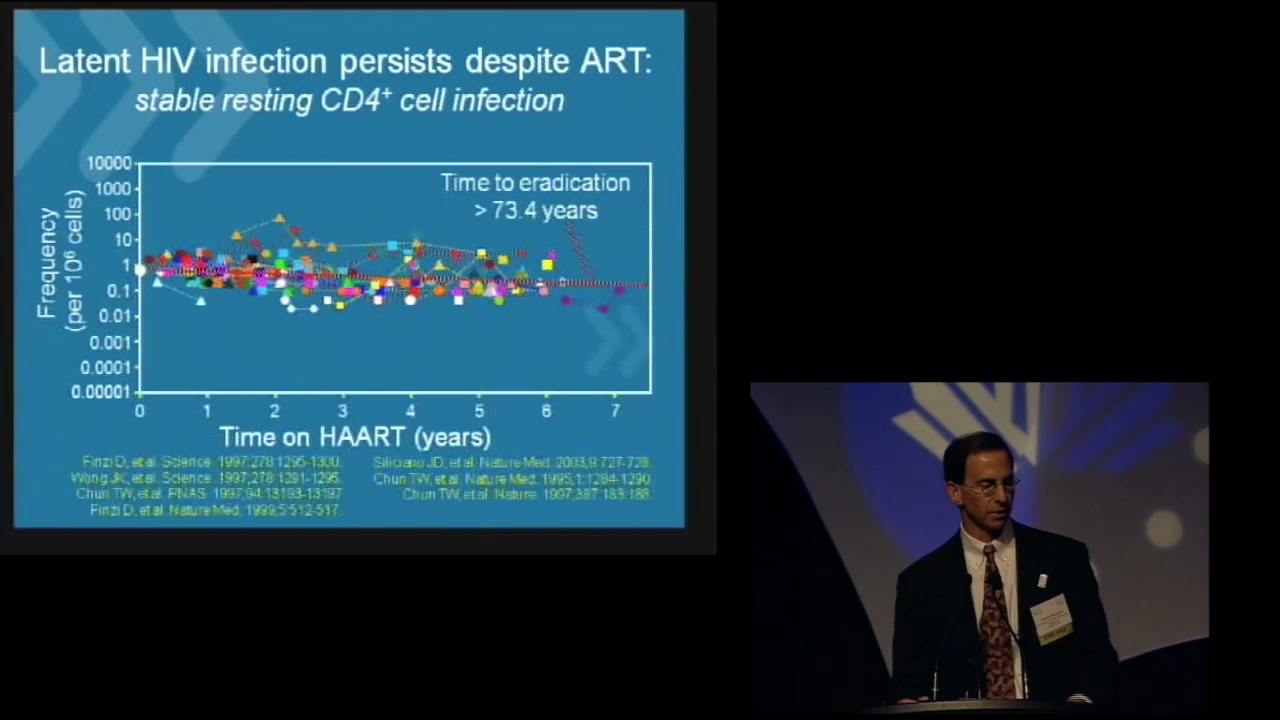 Latent HIV infection persists despite ART:
stable resting CD4+ cell infection
Time to eradication
> 73.4 years
Frequency
(per 10⁶ cells)
10000
1000
100
10
1
0.1
0.01
0.001
0.0001
0.00001
0 1 2 3 4 5 6 7
Time on HAART (years)
Finzi D, et al. Science. 1997;278:1295-1300.
Wong JK, et al. Science. 1997;278:1291-1295.
Chun TW, et al. PNAS. 1997;94:13193-13197
Finzi D, et al. Nature Med. 1999;5:512-517.
Siliciano JD, et al. Nature Med. 2003;9:727-728.
Chun TW, et al. Nature Med. 1995;1:1284-1290.
Chun TW, et al. Nature. 1997;387:183-188.